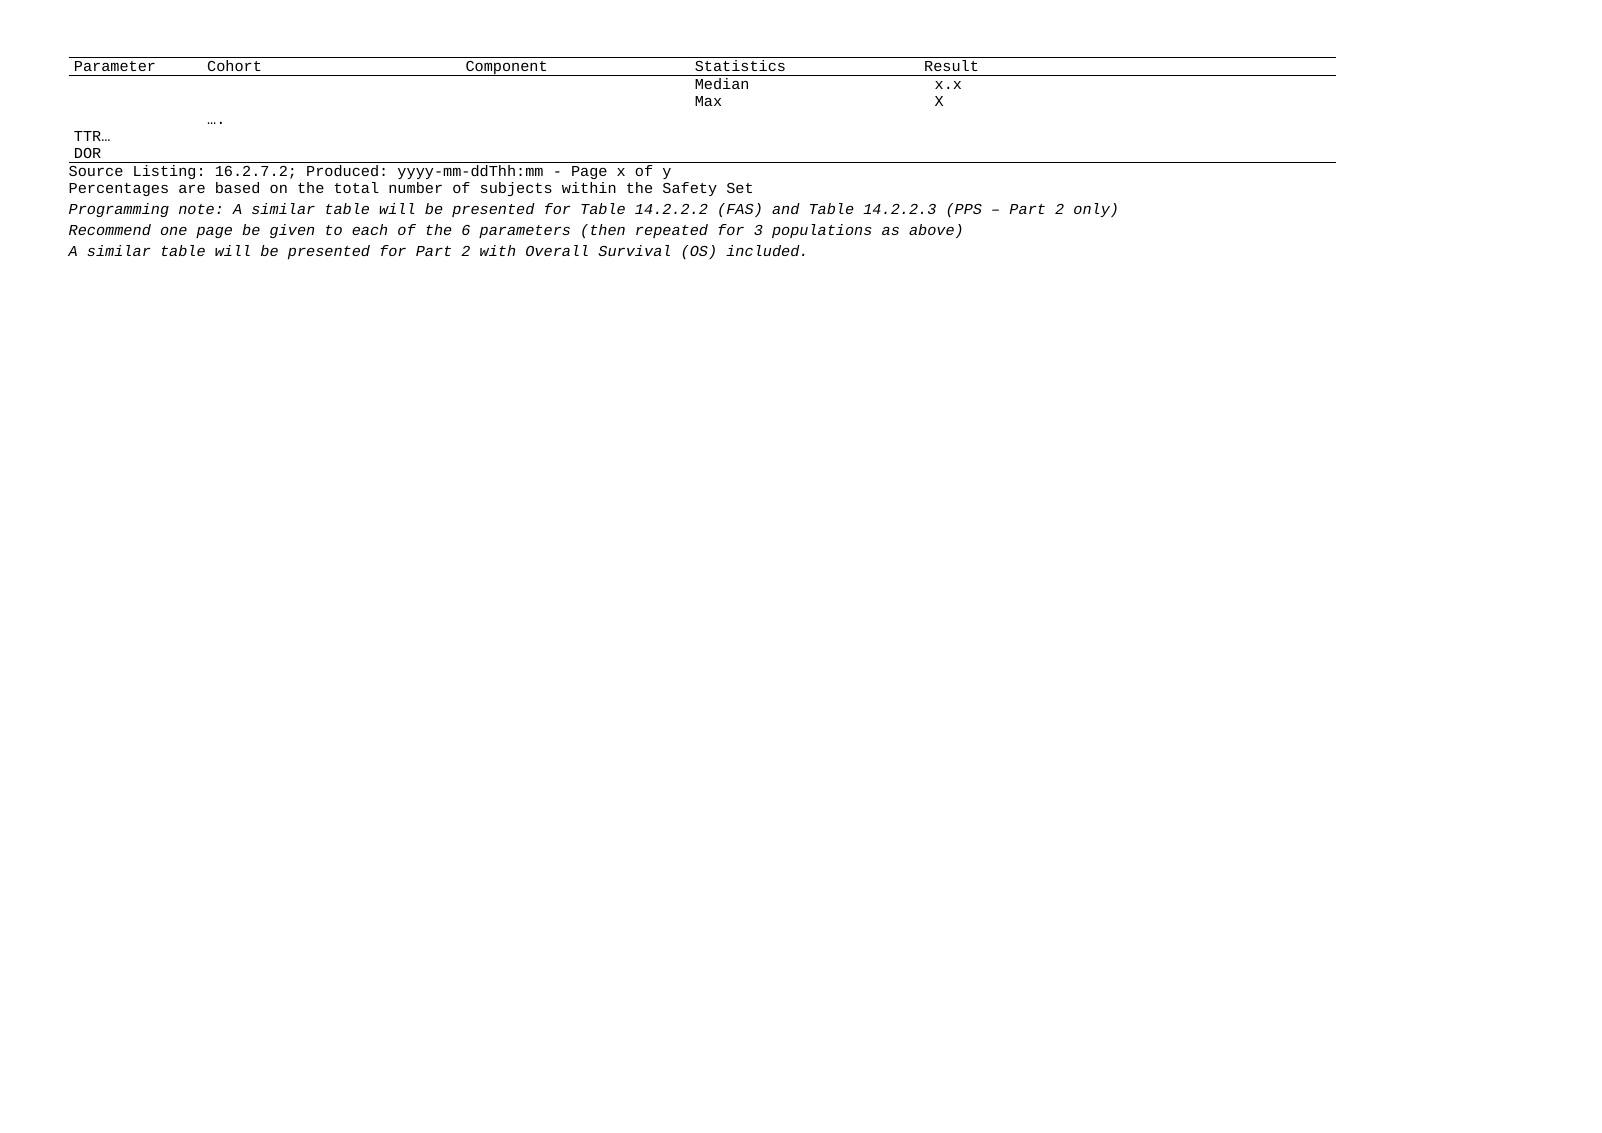 Parameter Cohort Component Statistics Result
Median x.x
Max X
….
TTR…
DOR
Source Listing: 16.2.7.2; Produced: yyyy-mm-ddThh:mm - Page x of y
Percentages are based on the total number of subjects within the Safety Set
Programming note: A similar table will be presented for Table 14.2.2.2 (FAS) and Table 14.2.2.3 (PPS – Part 2 only)
Recommend one page be given to each of the 6 parameters (then repeated for 3 populations as above)
A similar table will be presented for Part 2 with Overall Survival (OS) included.